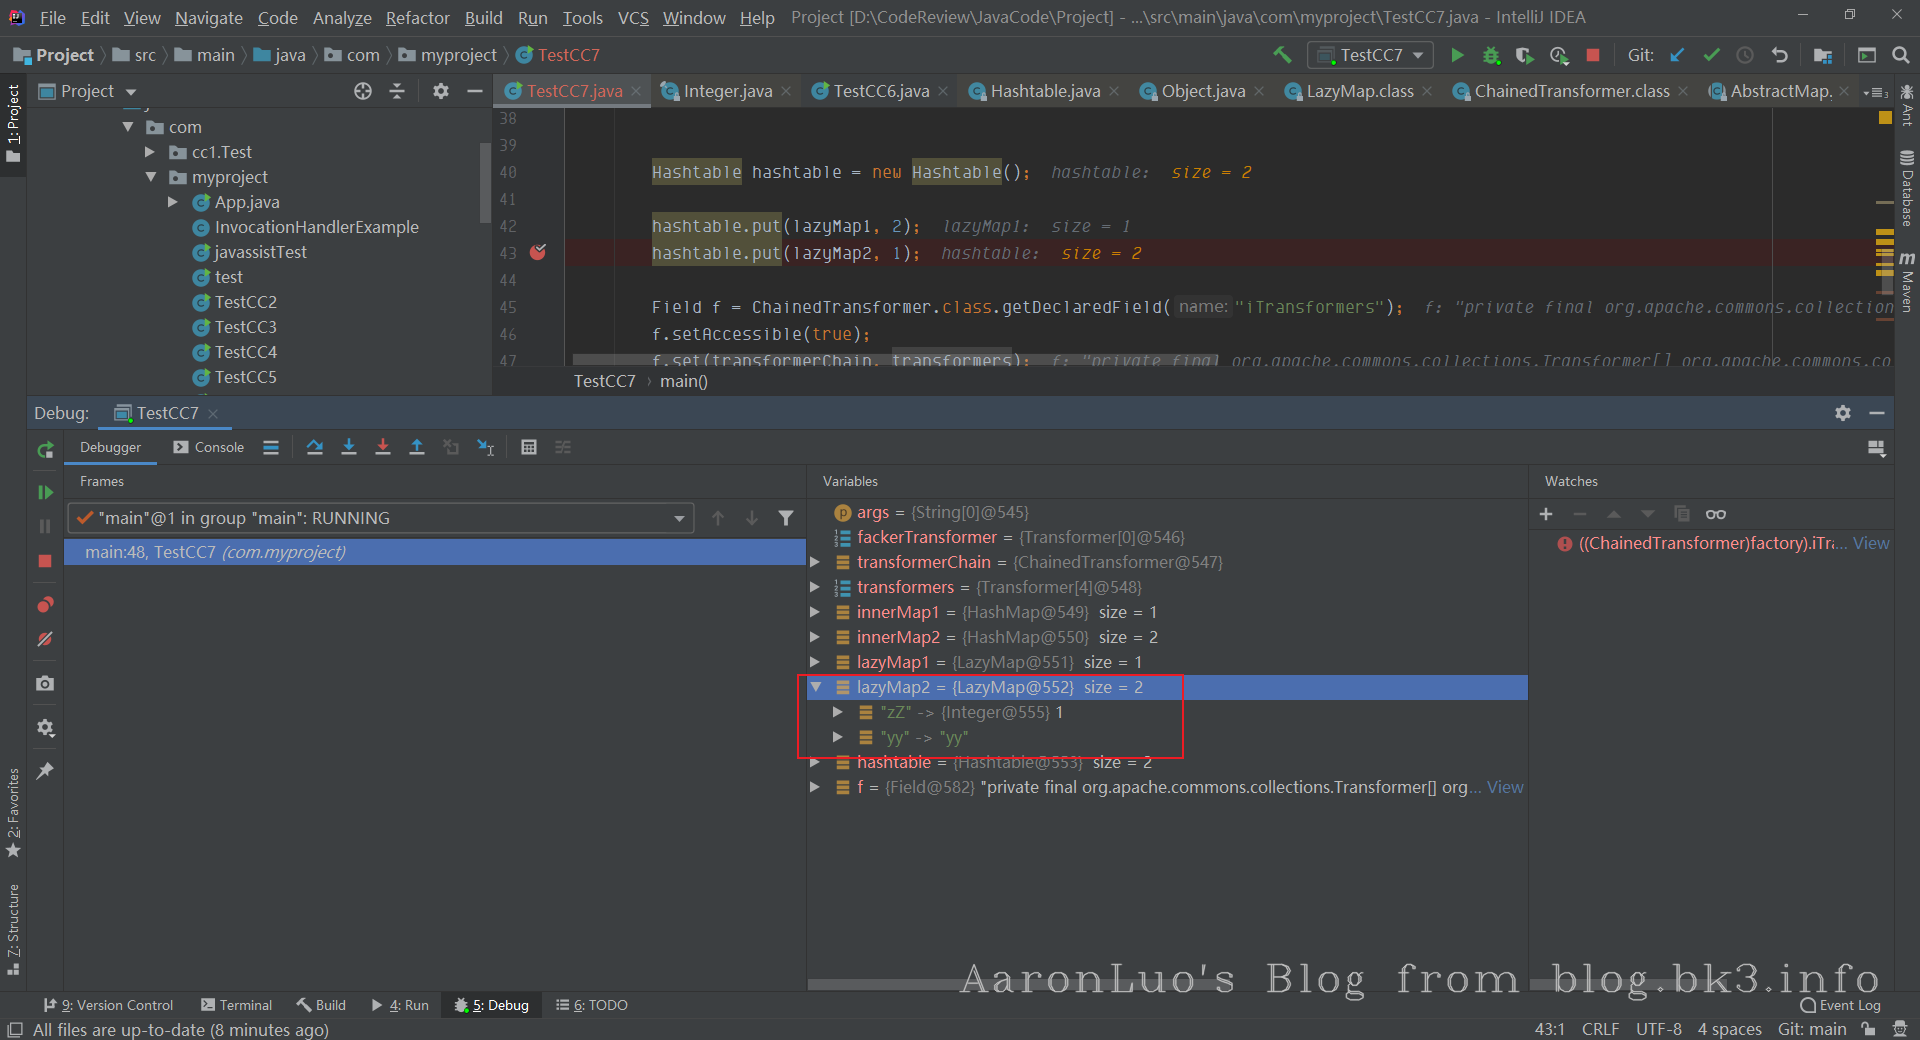 File Edit View Navigate Code Analyze Refactor Build Run Tools VCS Window Help Project [D:\CodeReview\JavaCode\Project] - ...\src\main\java\com\myproject\TestCC7.java - IntelliJ IDEA
Project src main java com myproject TestCC7 TestCC7 Git:
Project TestCC7.java Integer.java TestCC6.java Hashtable.java Object.java LazyMap.class ChainedTransformer.class AbstractMap.
1: Project
com
cc1.Test
myproject
App.java
InvocationHandlerExample
javassistTest
test
TestCC2
TestCC3
TestCC4
TestCC5
38
39
40 Hashtable hashtable = new Hashtable(); hashtable: size = 2
41
42 hashtable.put(lazyMap1, 2); lazyMap1: size = 1
43 hashtable.put(lazyMap2, 1); hashtable: size = 2
44
45 Field f = ChainedTransformer.class.getDeclaredField( name: "iTransformers"); f: "private final org.apache.commons.collection
46 f.setAccessible(true);
47 f.set(transformerChain, transformers); f: "private final org.apache.commons.collections.Transformer[] org.apache.commons.co
TestCC7 › main()
Ant
Database
Maven
Debug: TestCC7
Debugger Console
Frames
"main"@1 in group "main": RUNNING
main:48, TestCC7 (com.myproject)
Variables
args = {String[0]@545}
fackerTransformer = {Transformer[0]@546}
transformerChain = {ChainedTransformer@547}
transformers = {Transformer[4]@548}
innerMap1 = {HashMap@549} size = 1
innerMap2 = {HashMap@550} size = 2
lazyMap1 = {LazyMap@551} size = 1
lazyMap2 = {LazyMap@552} size = 2
"zZ" -> {Integer@555} 1
"yy" -> "yy"
hashtable = {Hashtable@553} size = 2
f = {Field@582} "private final org.apache.commons.collections.Transformer[] org... View
Watches
((ChainedTransformer)factory).iTra... View
2: Favorites
7: Structure
AaronLuo's Blog from blog.bk3.info
9: Version Control Terminal Build 4: Run 5: Debug 6: TODO Event Log
All files are up-to-date (8 minutes ago) 43:1 CRLF UTF-8 4 spaces Git: main